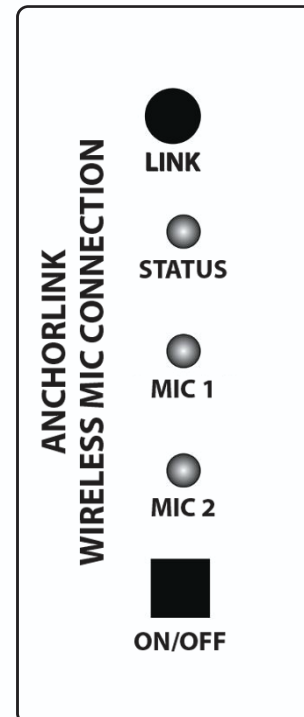 ANCHORLINK
WIRELESS MIC CONNECTION
LINK
STATUS
MIC 1
MIC 2
ON/OFF